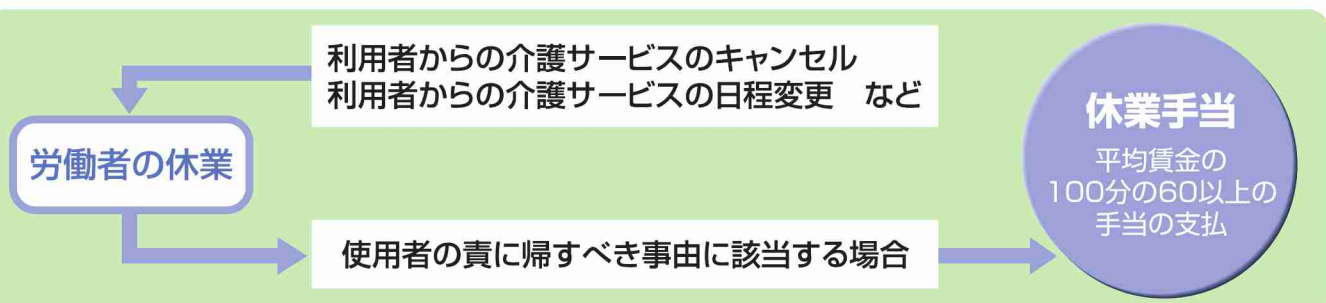 利用者からの介護サービスのキャンセル
利用者からの介護サービスの日程変更　など
労働者の休業
使用者の責に帰すべき事由に該当する場合
休業手当
平均賃金の
100分の60以上の
手当の支払